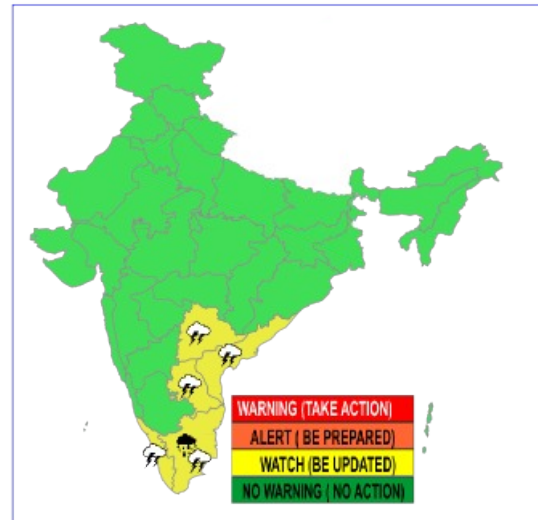 WARNING (TAKE ACTION)
ALERT ( BE PREPARED)
WATCH (BE UPDATED)
NO WARNING ( NO ACTION)